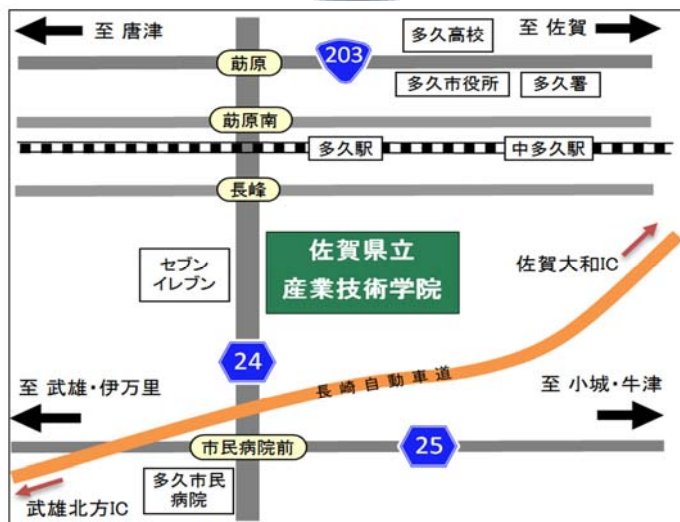 至 唐津
多久高校
至 佐賀
203
莇原
多久市役所
多久署
莇原南
多久駅
中多久駅
長峰
佐賀県立
産業技術学院
セブン
イレブン
佐賀大和IC
24
長崎自動車道
至 武雄・伊万里
至 小城・牛津
市民病院前
25
多久市民
病院
武雄北方IC